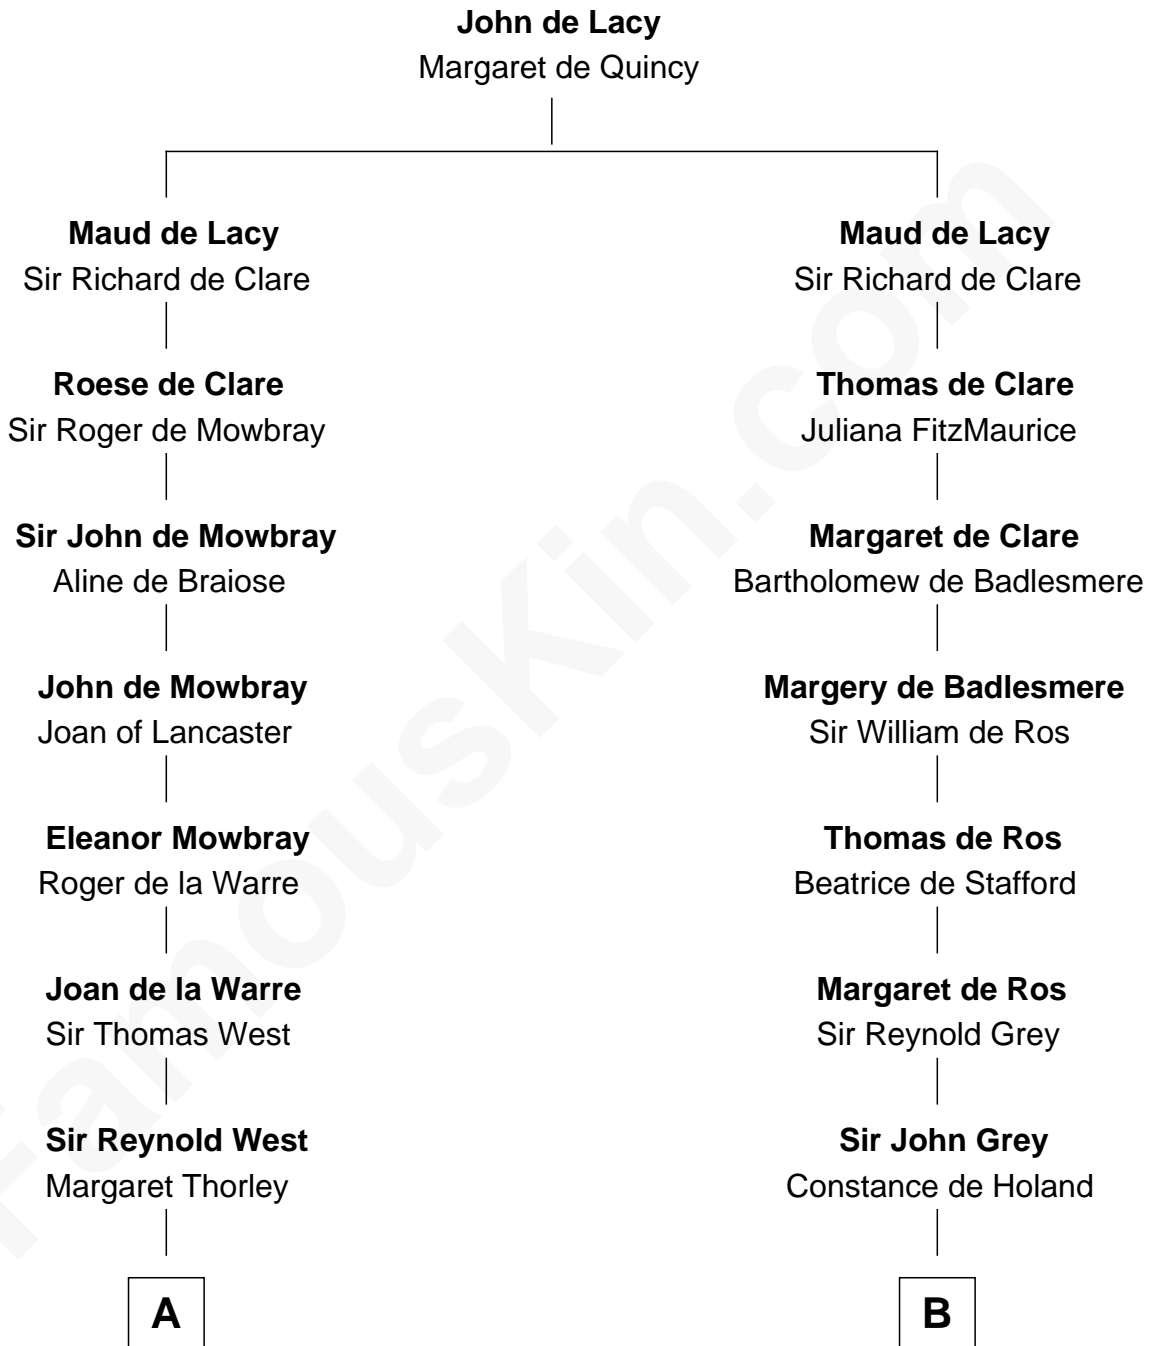 John de Lacy
Margaret de Quincy
Maud de Lacy
Sir Richard de Clare
Roese de Clare
Sir Roger de Mowbray
Sir John de Mowbray
Aline de Braiose
John de Mowbray
Joan of Lancaster
Eleanor Mowbray
Roger de la Warre
Joan de la Warre
Sir Thomas West
Sir Reynold West
Margaret Thorley
A
Maud de Lacy
Sir Richard de Clare
Thomas de Clare
Juliana FitzMaurice
Margaret de Clare
Bartholomew de Badlesmere
Margery de Badlesmere
Sir William de Ros
Thomas de Ros
Beatrice de Stafford
Margaret de Ros
Sir Reynold Grey
Sir John Grey
Constance de Holand
B
FamousKin.com